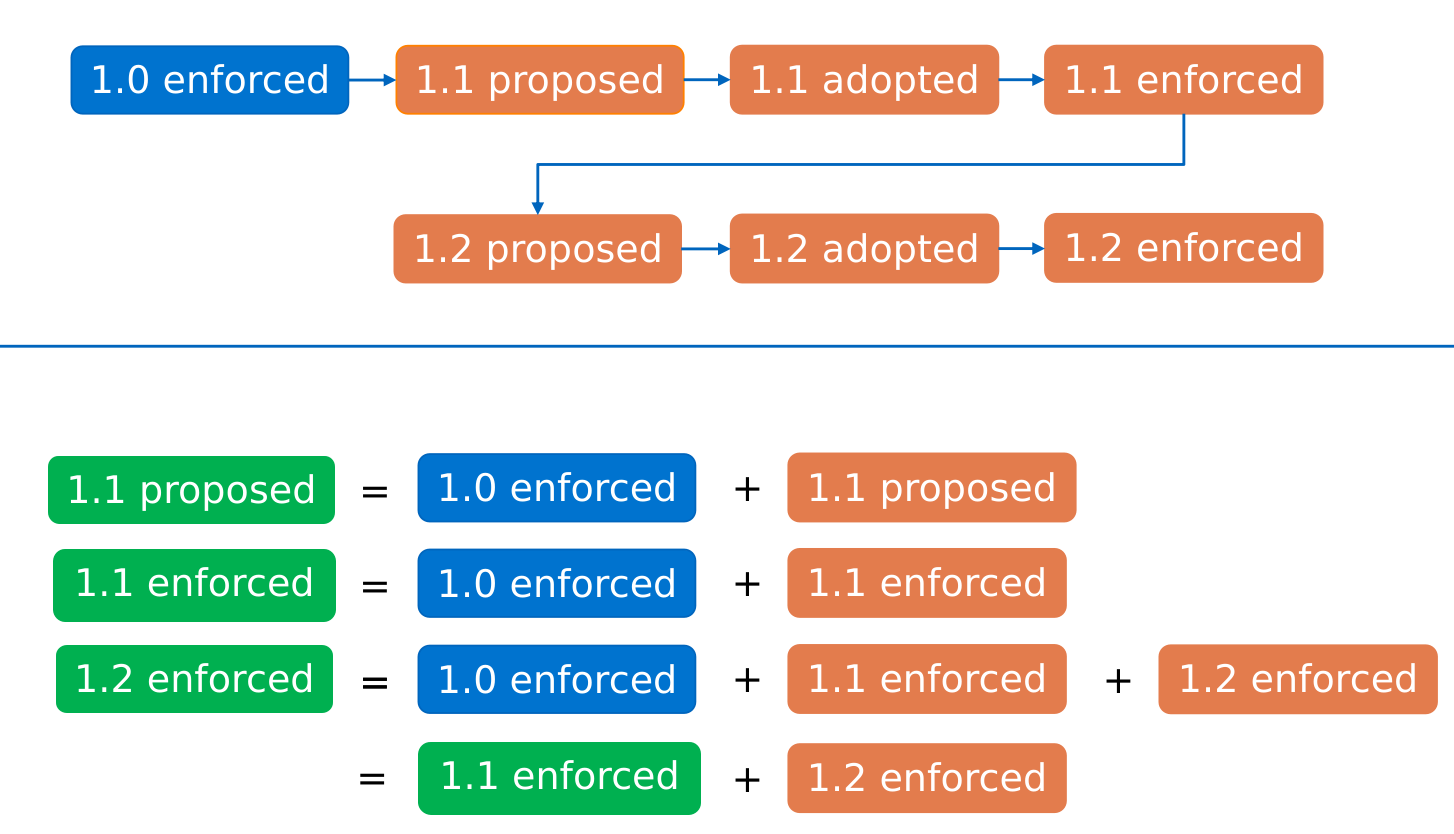 1.0 enforced 1.1 proposed 1.1 adopted 1.1 enforced
1.2 proposed 1.2 adopted 1.2 enforced
1.1 proposed = 1.0 enforced + 1.1 proposed
1.1 enforced = 1.0 enforced + 1.1 enforced
1.2 enforced = 1.0 enforced + 1.1 enforced + 1.2 enforced
= 1.1 enforced + 1.2 enforced